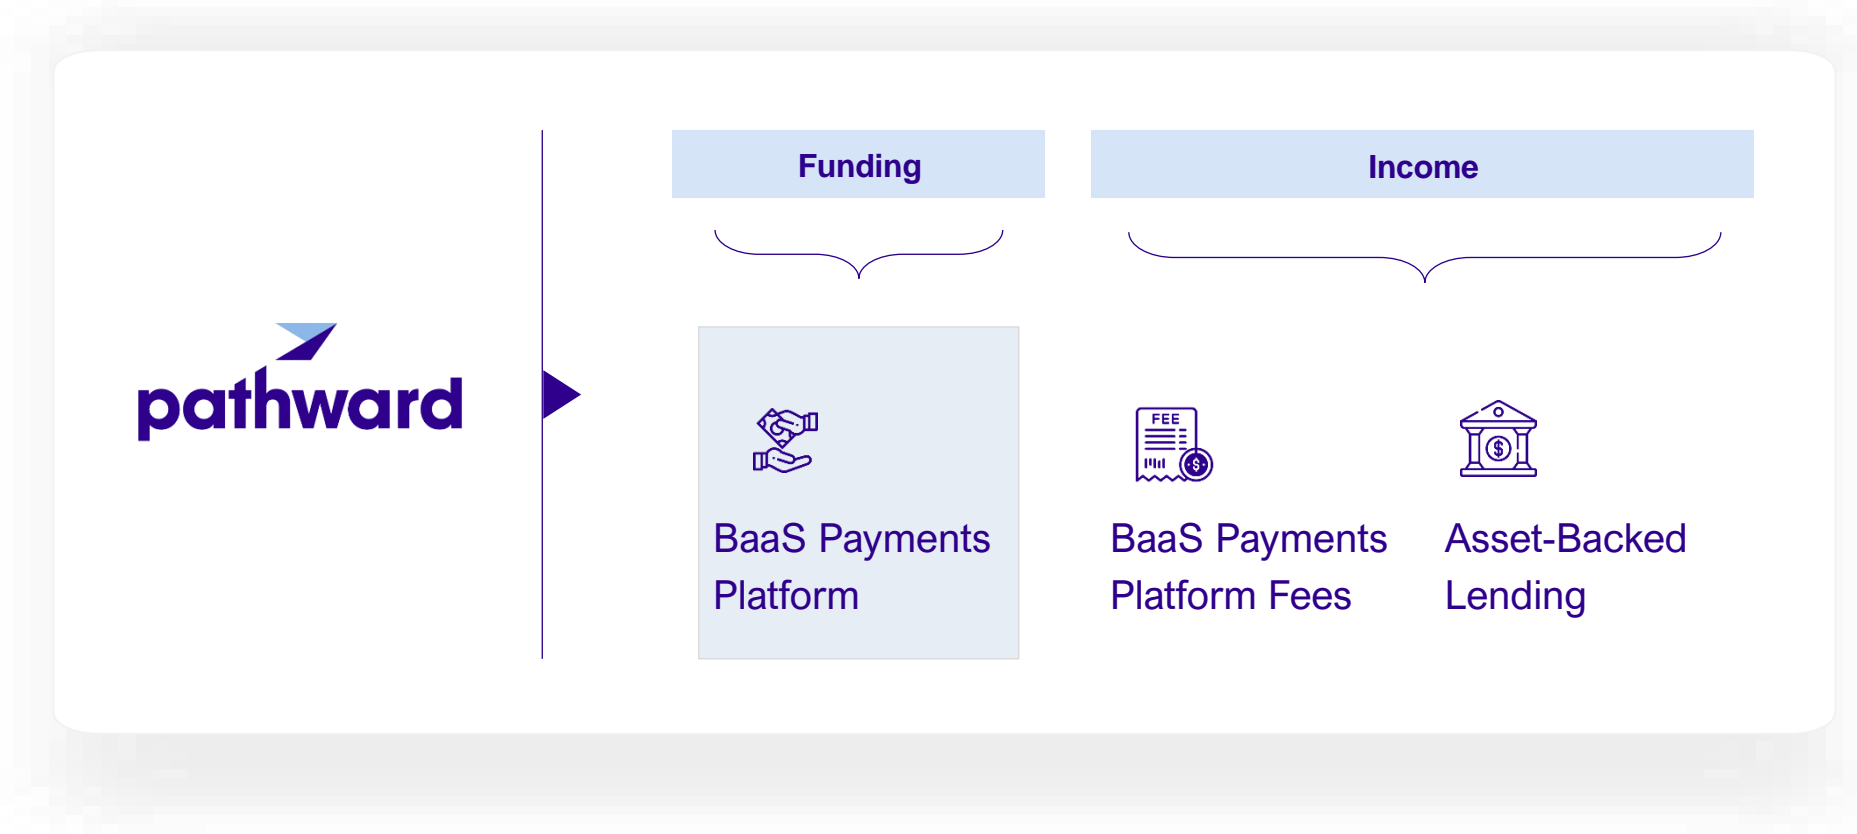 pathward
Funding
Income
FEE
BaaS Payments
Platform
BaaS Payments
Platform Fees
Asset-Backed
Lending